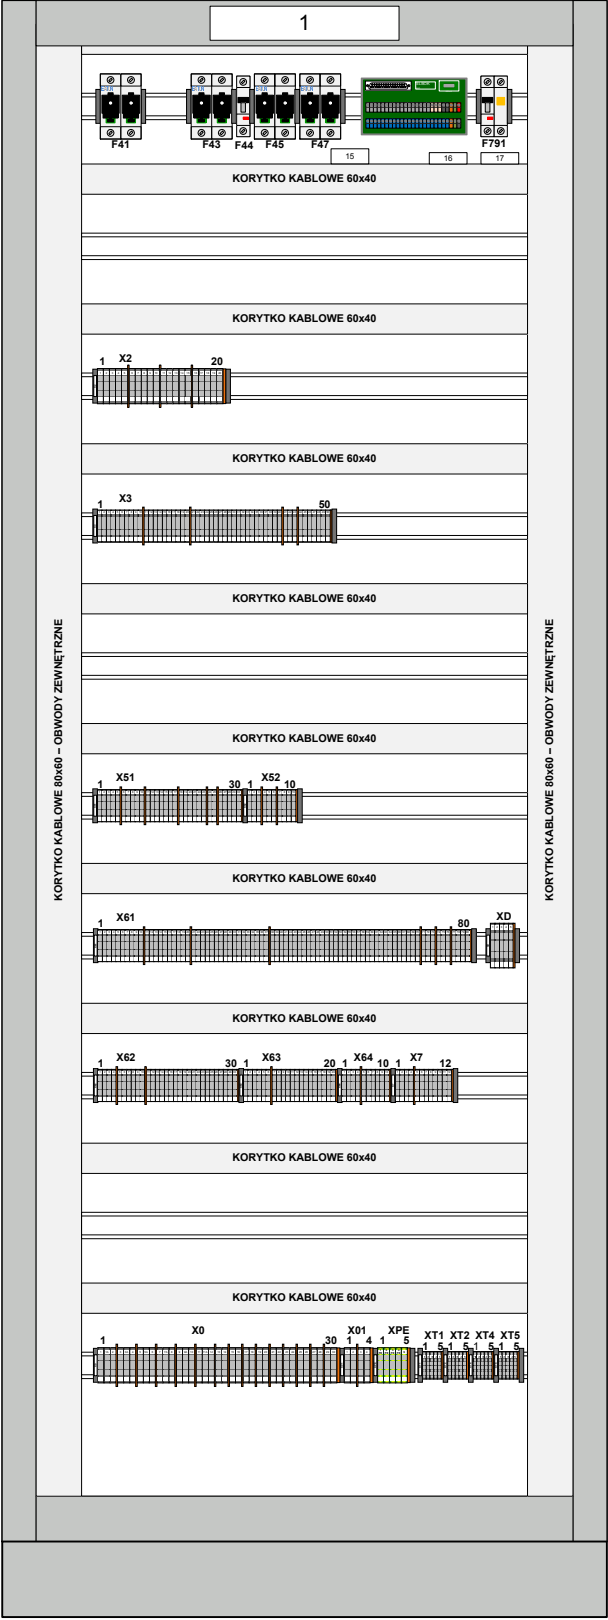 1
F41 F43 F44 F45 F47 F791
15 16 17
KORYTKO KABLOWE 60x40
KORYTKO KABLOWE 60x40
1 X2 20
KORYTKO KABLOWE 60x40
1 X3 50
KORYTKO KABLOWE 60x40
KORYTKO KABLOWE 80x60 – OBWODY ZEWNĘTRZNE
KORYTKO KABLOWE 80x60 – OBWODY ZEWNĘTRZNE
KORYTKO KABLOWE 60x40
1 X51 30 1 X52 10
KORYTKO KABLOWE 60x40
1 X61 80 XD
KORYTKO KABLOWE 60x40
1 X62 30 1 X63 20 1 X64 10 1 X7 12
KORYTKO KABLOWE 60x40
KORYTKO KABLOWE 60x40
X0 X01 XPE XT1 XT2 XT4 XT5
1 30 1 4 1 5 1 5 1 5 1 5 1 5